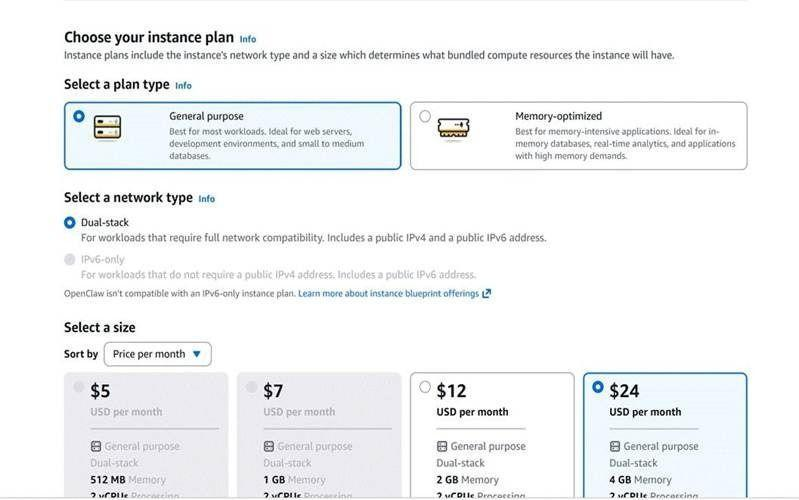 Choose your instance plan Info
Instance plans include the instance's network type and a size which determines what bundled compute resources the instance will have.
Select a plan type Info
General purpose
Best for most workloads. Ideal for web servers,
development environments, and small to medium
databases.
Memory-optimized
Best for memory-intensive applications. Ideal for in-
memory databases, real-time analytics, and applications
with high memory demands.
Select a network type Info
Dual-stack
For workloads that require full network compatibility. Includes a public IPv4 and a public IPv6 address.
IPv6-only
For workloads that do not require a public IPv4 address. Includes a public IPv6 address.
OpenClaw isn't compatible with an IPv6-only instance plan. Learn more about instance blueprint offerings
Select a size
Sort by Price per month
$5
USD per month
General purpose
Dual-stack
512 MB Memory
2 vCPUs Processing
$7
USD per month
General purpose
Dual-stack
1 GB Memory
2 vCPUs Processing
$12
USD per month
General purpose
Dual-stack
2 GB Memory
2 vCPUs Processing
$24
USD per month
General purpose
Dual-stack
4 GB Memory
2 vCPUs Processing